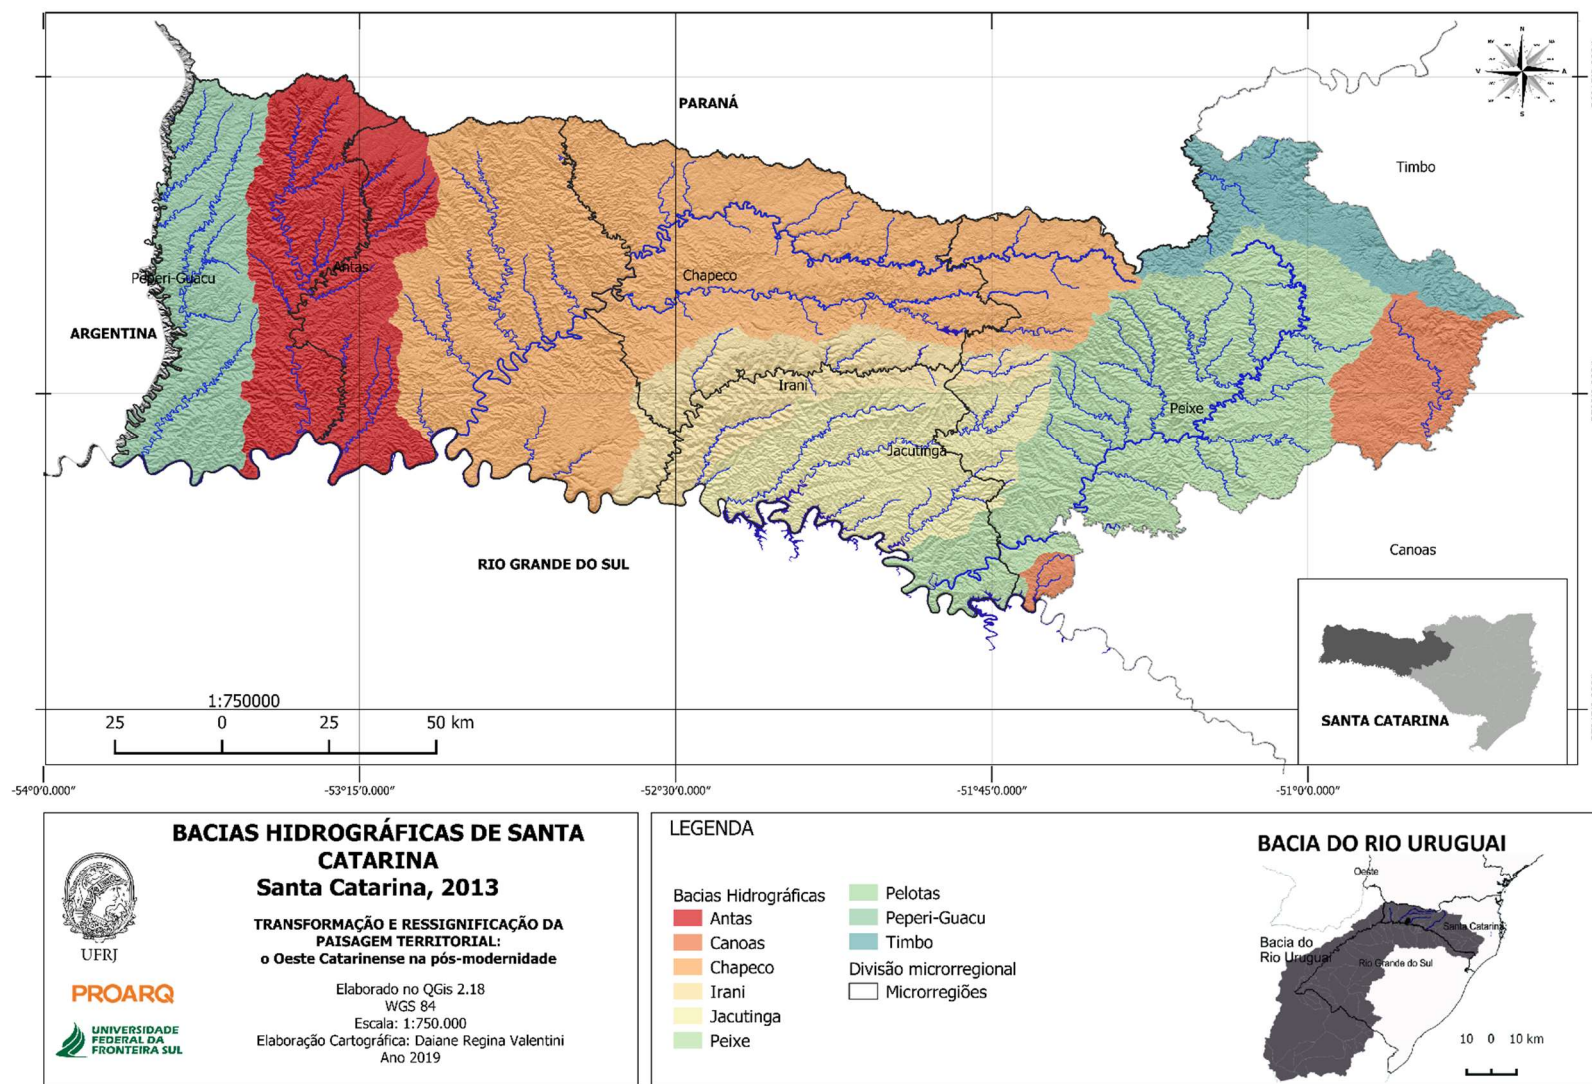 PARANÁ
Timbo
Peperi-Guacu
Antas
Chapeco
ARGENTINA
Irani
Peixe
Jacutinga
RIO GRANDE DO SUL
Canoas
N
V
A
S
SANTA CATARINA
1:750000
25 0 25 50 km
-54°0'0.000" -53°15'0.000" -52°30'0.000" -51°45'0.000" -51°0'0.000"
BACIAS HIDROGRÁFICAS DE SANTA
CATARINA
Santa Catarina, 2013
TRANSFORMAÇÃO E RESSIGNIFICAÇÃO DA
PAISAGEM TERRITORIAL:
o Oeste Catarinense na pós-modernidade
UFRJ
PROARQ
UNIVERSIDADE
FEDERAL DA
FRONTEIRA SUL
Elaborado no QGis 2.18
WGS 84
Escala: 1:750.000
Elaboração Cartográfica: Daiane Regina Valentini
Ano 2019
LEGENDA
Bacias Hidrográficas
Antas
Canoas
Chapeco
Irani
Jacutinga
Peixe
Pelotas
Peperi-Guacu
Timbo
Divisão microrregional
Microrregiões
BACIA DO RIO URUGUAI
Oeste
Santa Catarina
Bacia do
Rio Uruguai
Rio Grande do Sul
10 0 10 km